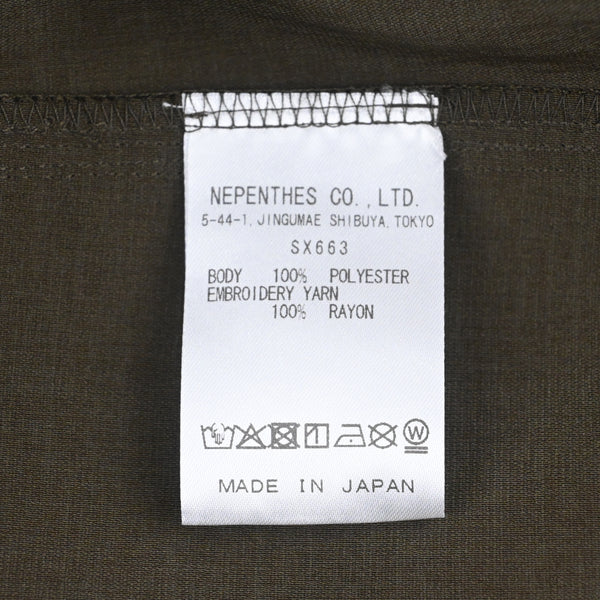 NEPENTHES CO.,LTD.
5-44-1, JINGUMAE SHIBUYA, TOKYO
SX663
BODY 100% POLYESTER
EMBROIDERY YARN
100% RAYON
W
MADE IN JAPAN